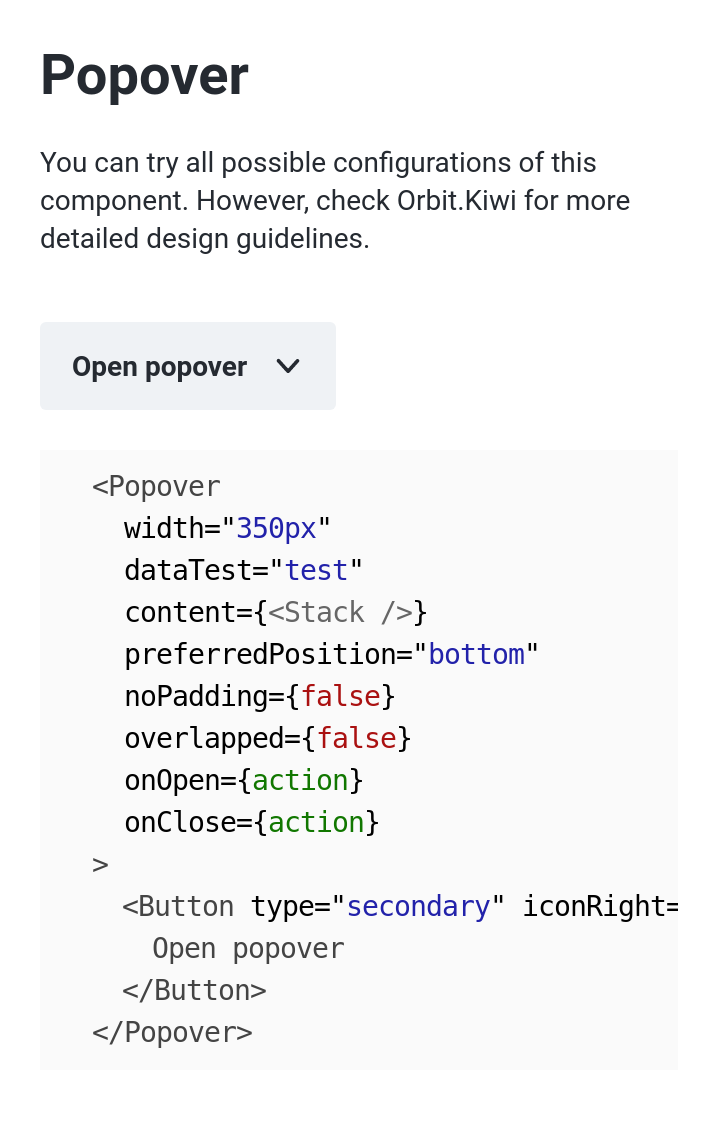 Popover
You can try all possible configurations of this
component. However, check Orbit.Kiwi for more
detailed design guidelines.
Open popover
<Popover
width="350px"
dataTest="test"
content={<Stack />}
preferredPosition="bottom"
noPadding={false}
overlapped={false}
onOpen={action}
onClose={action}
>
<Button type="secondary" iconRight=
Open popover
</Button>
</Popover>